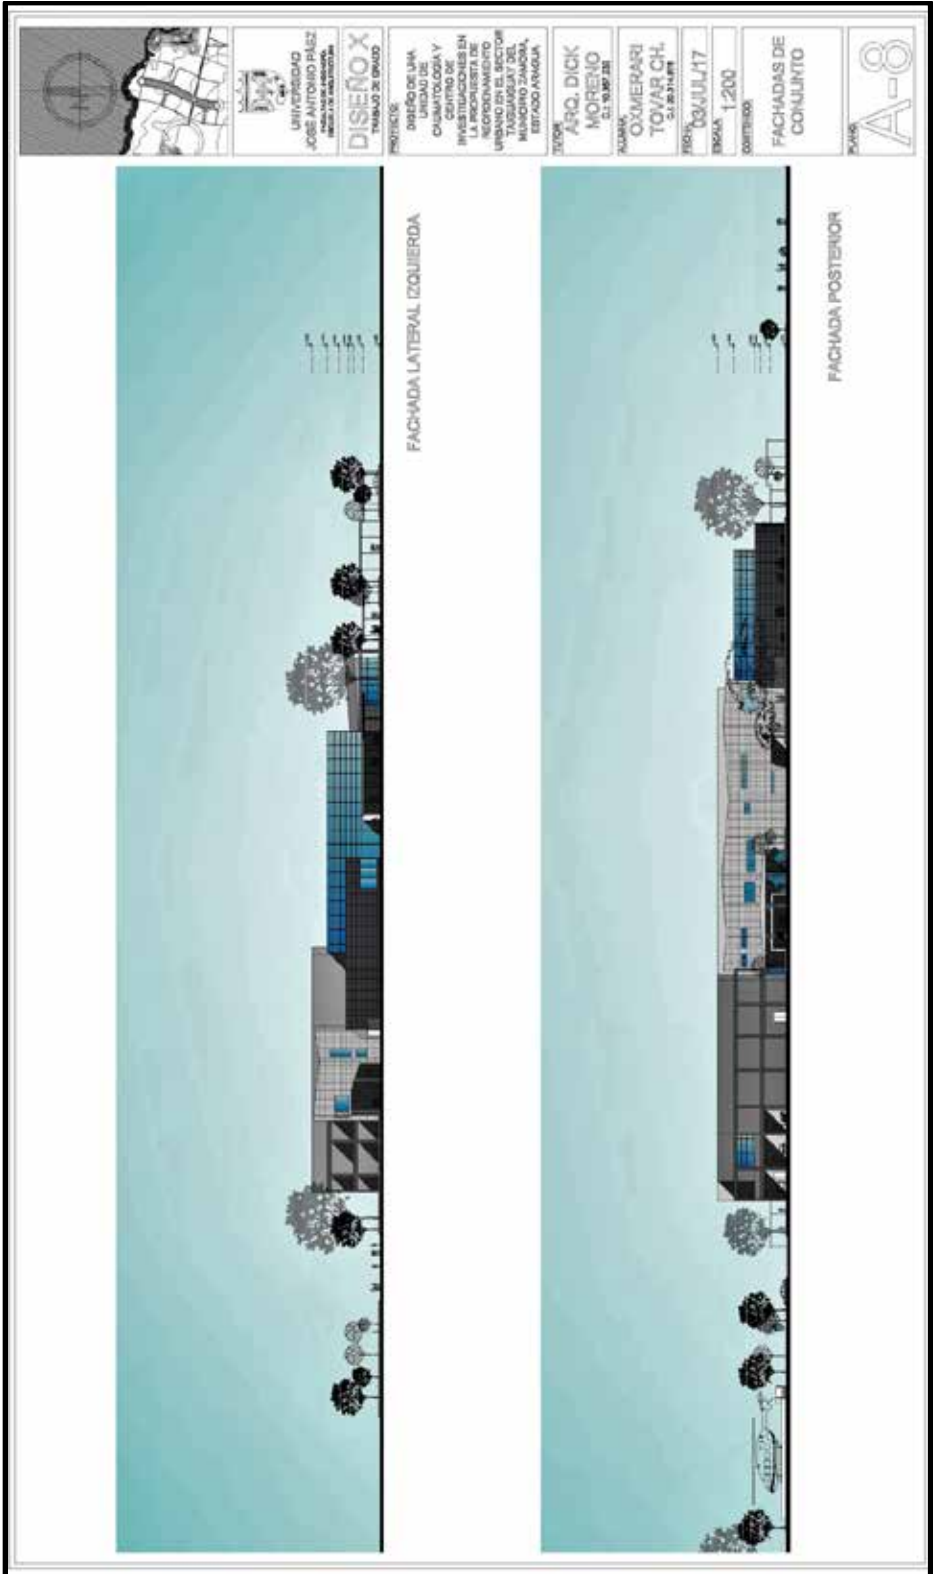 UNIVERSIDAD
JOSÉ ANTONIO PÁEZ
DISEÑO X
TRABAJO DE GRADO
PROYECTO:
DISEÑO DE UNA
UNIDAD DE
CAUMATOLOGIA Y
CENTRO DE
INVESTIGACIONES EN
LA PROPUESTA DE
REORDENAMIENTO
URBANO EN EL SECTOR
TAIGUAIGUAY DEL
MUNICIPIO ZAMORA,
ESTADO ARAGUA
TUTOR:
ARQ. DICK
MORENO
ALUMNA:
OXMERARI
TOVAR CH.
FECHA:
03/JUL/17
ESCALA
1:200
CONTENIDO:
FACHADAS DE
CONJUNTO
PLANO:
A-8
FACHADA LATERAL IZQUIERDA
FACHADA POSTERIOR